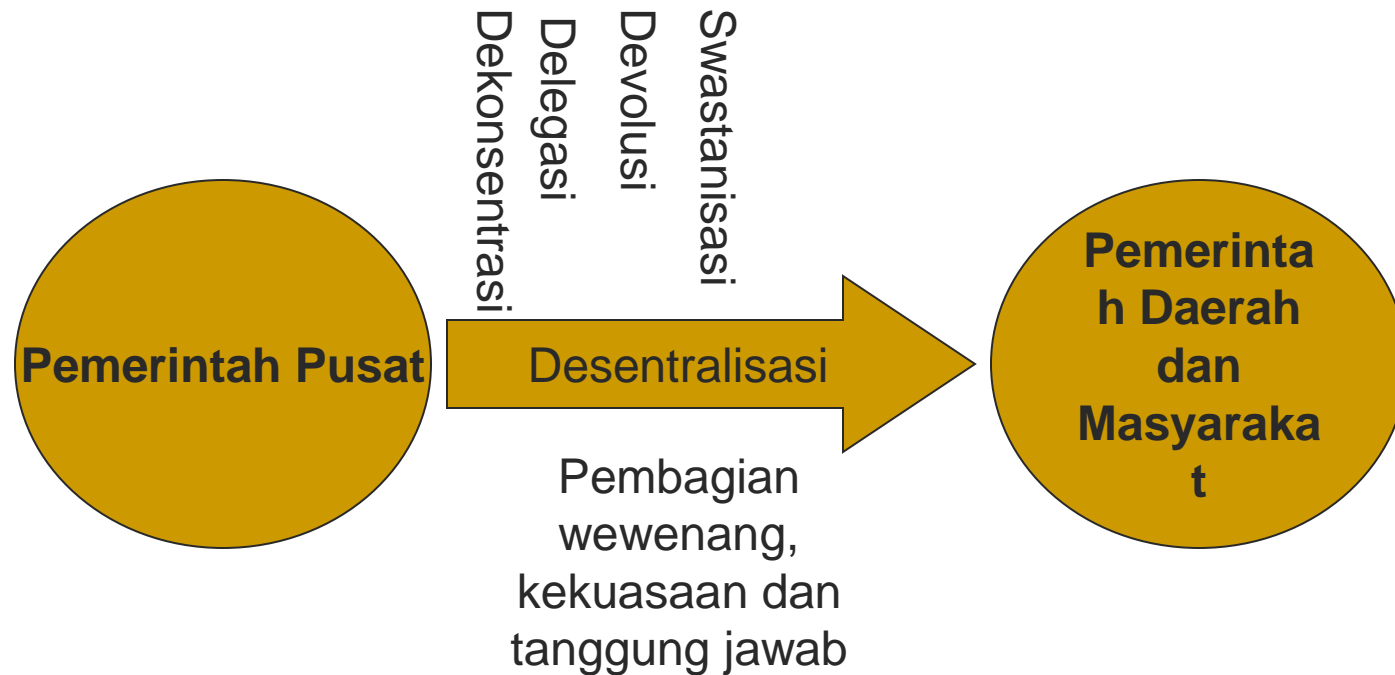 Dekonsentrasi
Delegasi
Devolusi
Swastanisasi
Pemerintah Pusat
Desentralisasi
Pemerinta
h Daerah
dan
Masyaraka
t
Pembagian
wewenang,
kekuasaan dan
tanggung jawab